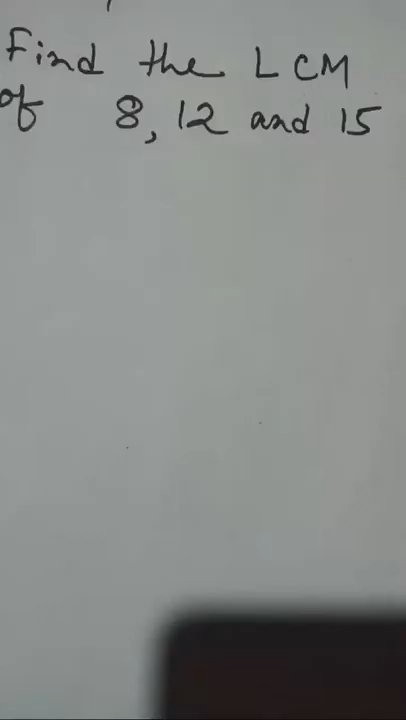 Find the LCM
of 8, 12 and 15